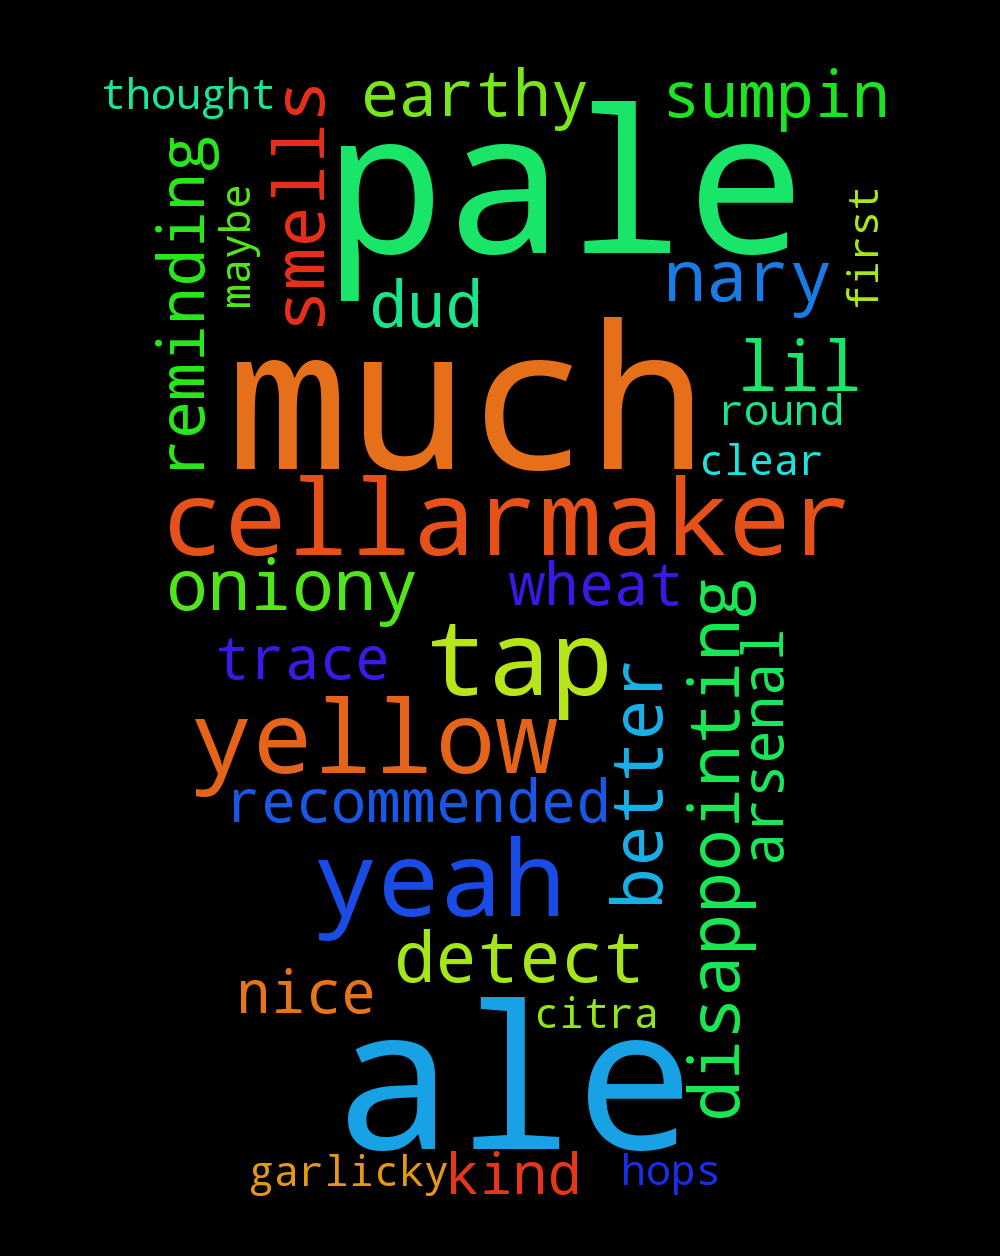 thought
earthy
sumpin
smells
pale
reminding
maybe
first
nary
dud
much
lil
round
clear
cellarmaker
oniony
wheat
trace
tap
disappointing
arsenal
better
yellow
recommended
yeah
detect
nice
citra
ale
garlicky
kind
hops